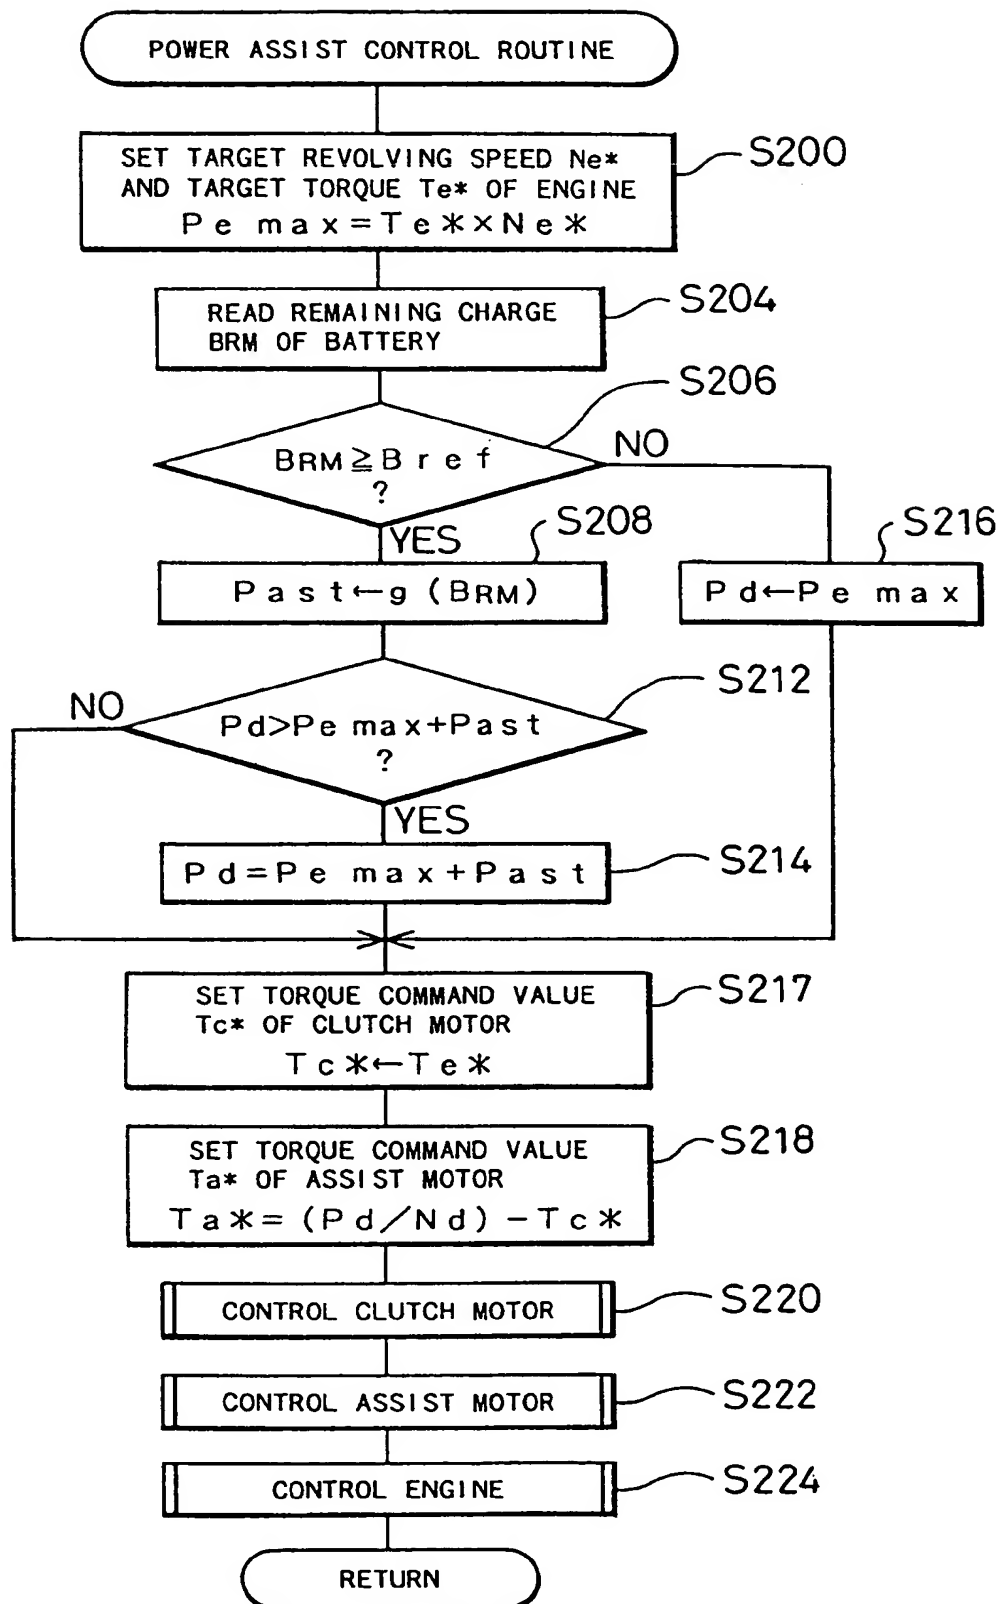 POWER ASSIST CONTROL ROUTINE
SET TARGET REVOLVING SPEED Ne*
AND TARGET TORQUE Te* OF ENGINE
Pe max=Te*×Ne*
S200
READ REMAINING CHARGE
BRM OF BATTERY
S204
S206
BRM≧Bref
?
NO
YES
S208
Past←g (BRM)
S216
Pd←Pe max
S212
NO
Pd>Pe max+Past
?
YES
Pd=Pe max+Past
S214
SET TORQUE COMMAND VALUE
Tc* OF CLUTCH MOTOR
Tc*←Te*
S217
SET TORQUE COMMAND VALUE
Ta* OF ASSIST MOTOR
Ta*=(Pd/Nd)-Tc*
S218
CONTROL CLUTCH MOTOR
S220
CONTROL ASSIST MOTOR
S222
CONTROL ENGINE
S224
RETURN